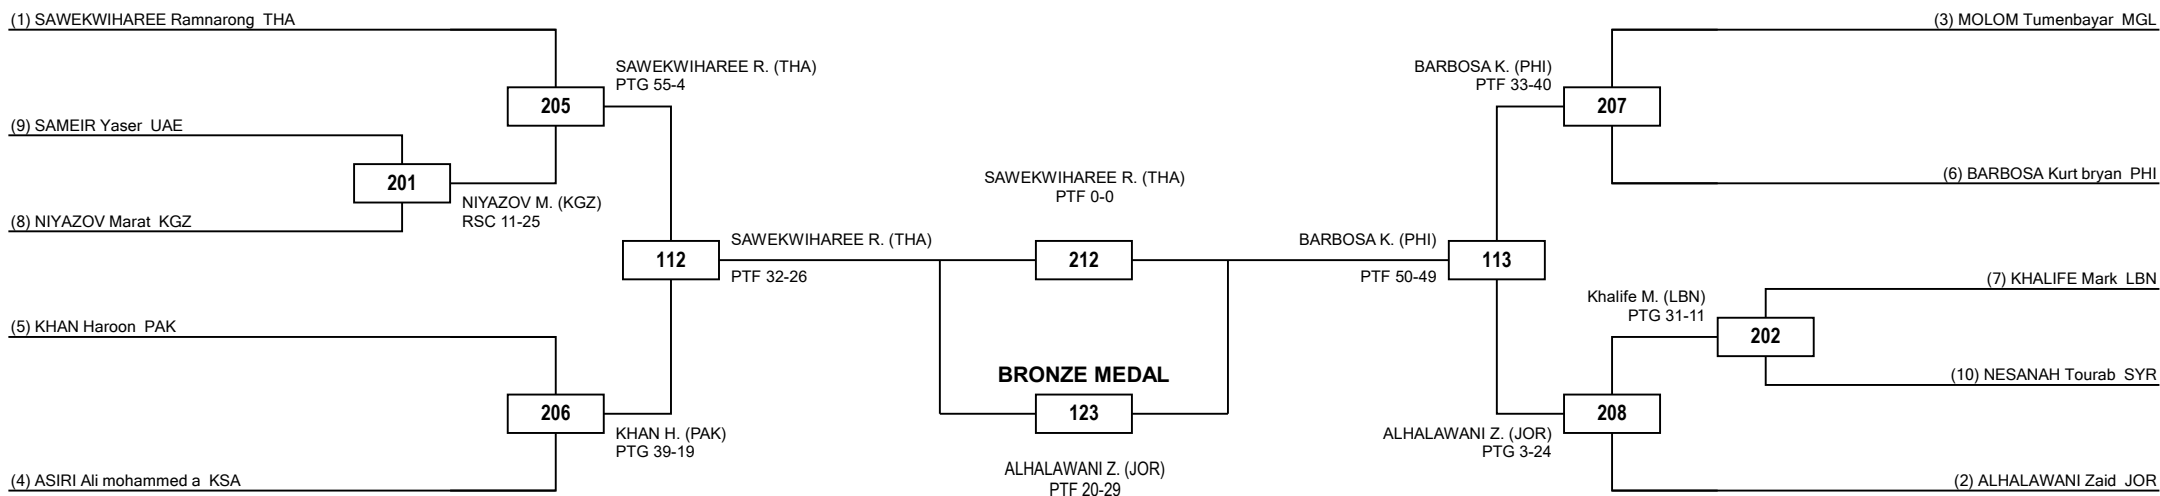 (1) SAWEKWIHAREE Ramnarong THA
(3) MOLOM Tumenbayar MGL
SAWEKWIHAREE R. (THA)
PTG 55-4
BARBOSA K. (PHI)
PTF 33-40
205
207
(9) SAMEIR Yaser UAE
(6) BARBOSA Kurt bryan PHI
201
NIYAZOV M. (KGZ)
RSC 11-25
(8) NIYAZOV Marat KGZ
SAWEKWIHAREE R. (THA)
PTF 0-0
112
SAWEKWIHAREE R. (THA)
PTF 32-26
212
BARBOSA K. (PHI)
PTF 50-49
113
(7) KHALIFE Mark LBN
Khalife M. (LBN)
PTG 31-11
202
(5) KHAN Haroon PAK
(10) NESANAH Tourab SYR
BRONZE MEDAL
206
123
208
KHAN H. (PAK)
PTG 39-19
ALHALAWANI Z. (JOR)
PTG 3-24
ALHALAWANI Z. (JOR)
PTF 20-29
(4) ASIRI Ali mohammed a KSA
(2) ALHALAWANI Zaid JOR